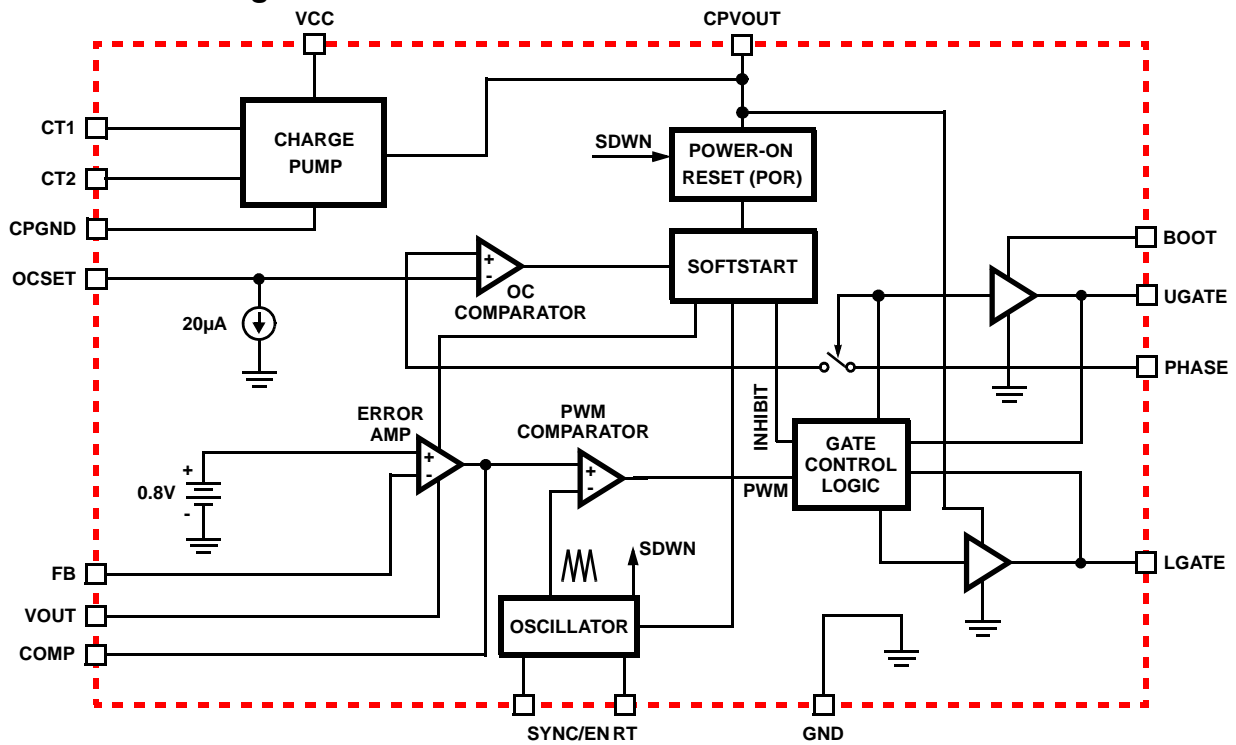 g
VCC
CPVOUT
CT1
CHARGE
PUMP
SDWN
POWER-ON
RESET (POR)
CT2
CPGND
BOOT
OCSET
+
-
SOFTSTART
OC
COMPARATOR
UGATE
20µA
PHASE
INHIBIT
ERROR
AMP
PWM
COMPARATOR
GATE
CONTROL
LOGIC
+
0.8V
-
+
-
+
-
PWM
SDWN
FB
LGATE
VOUT
OSCILLATOR
COMP
SYNC/EN
RT
GND